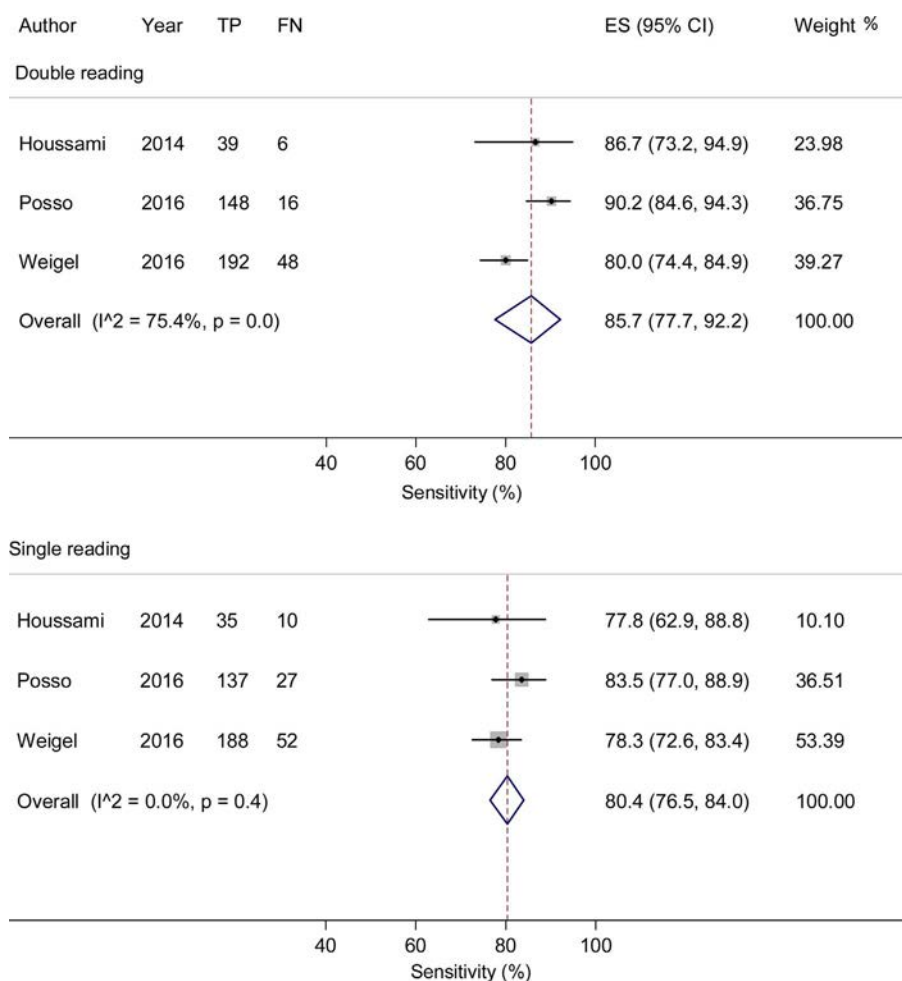 Author Year TP FN ES (95% CI) Weight %
Double reading
Houssami 2014 39 6 86.7 (73.2, 94.9) 23.98
Posso 2016 148 16 90.2 (84.6, 94.3) 36.75
Weigel 2016 192 48 80.0 (74.4, 84.9) 39.27
Overall (I^2 = 75.4%, p = 0.0) 85.7 (77.7, 92.2) 100.00
40 60 80 100
Sensitivity (%)
Single reading
Houssami 2014 35 10 77.8 (62.9, 88.8) 10.10
Posso 2016 137 27 83.5 (77.0, 88.9) 36.51
Weigel 2016 188 52 78.3 (72.6, 83.4) 53.39
Overall (I^2 = 0.0%, p = 0.4) 80.4 (76.5, 84.0) 100.00
40 60 80 100
Sensitivity (%)